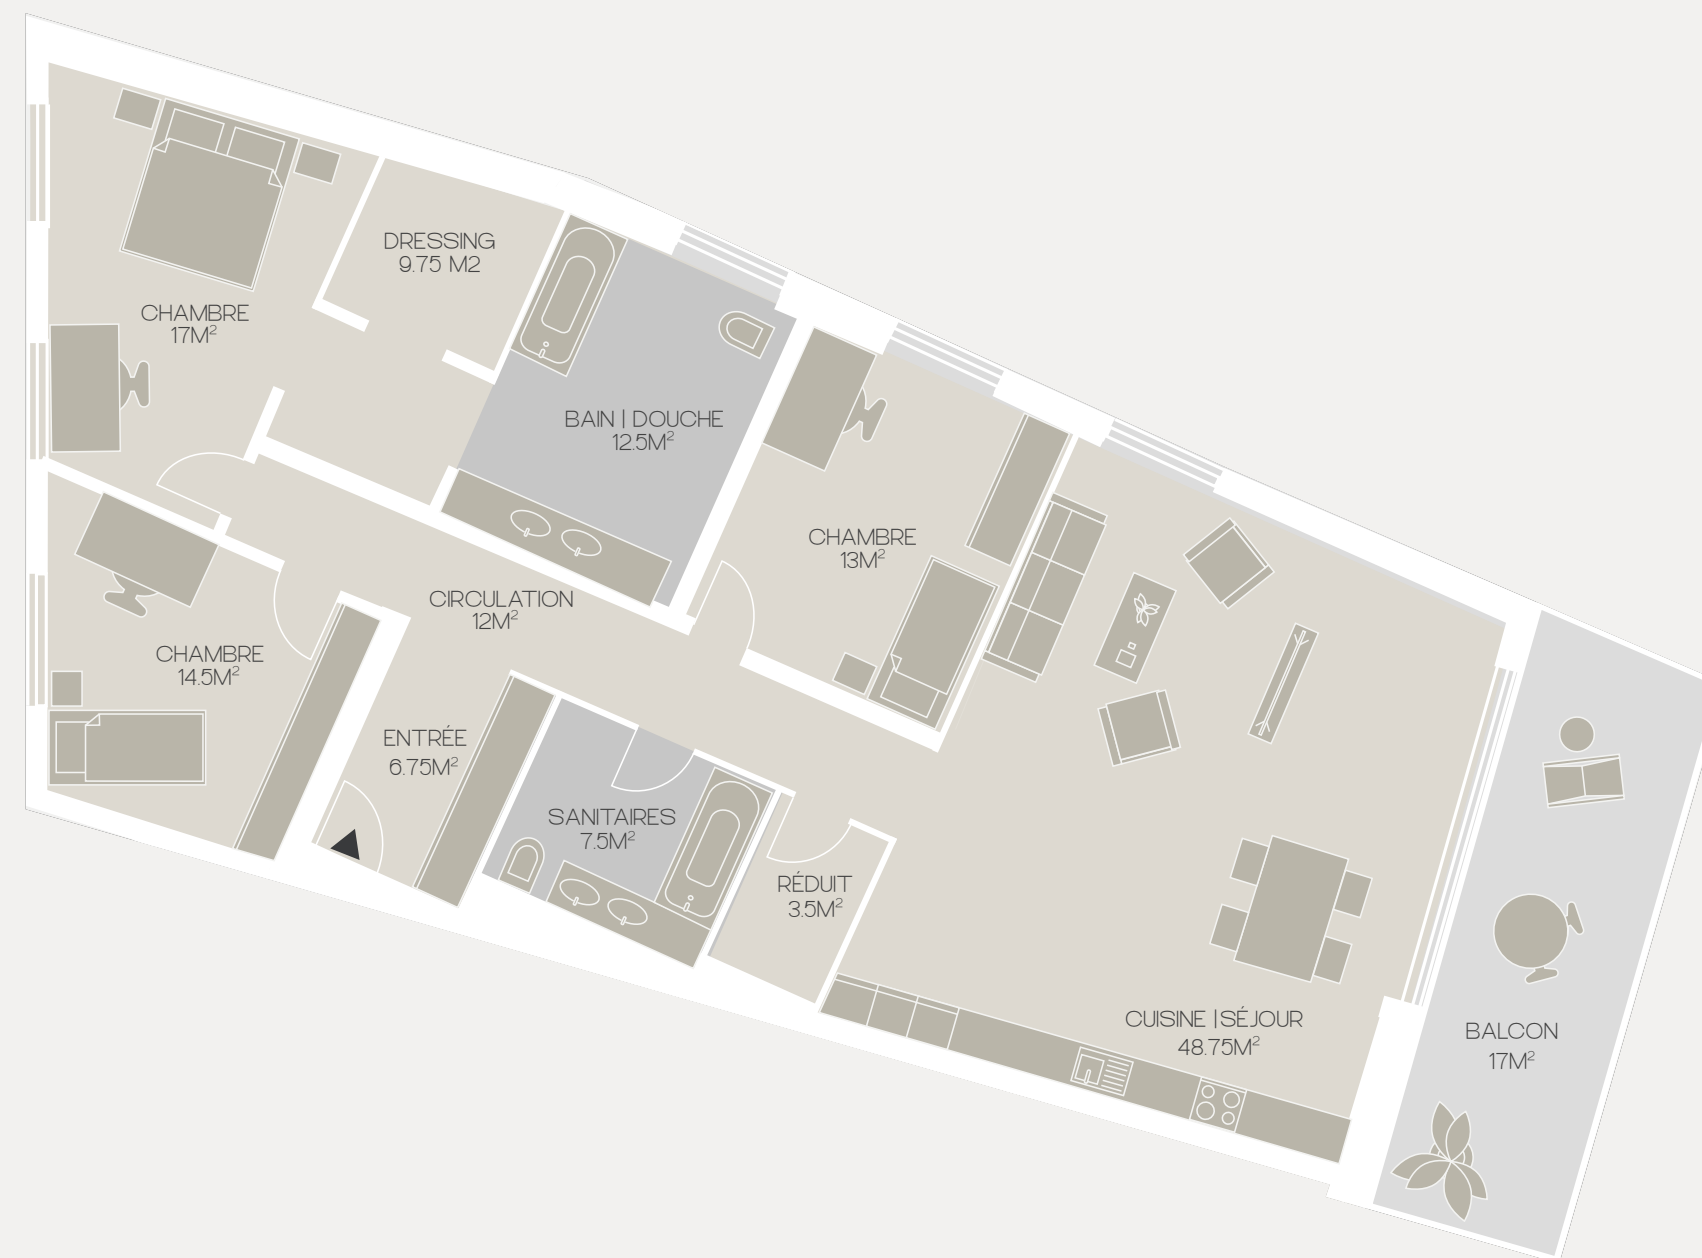 DRESSING
9.75 M2
CHAMBRE
17M²
BAIN | DOUCHE
12.5M²
CHAMBRE
13M²
CIRCULATION
12M²
CHAMBRE
14.5M²
ENTRÉE
6.75M²
SANITAIRES
7.5M²
RÉDUIT
3.5M²
CUISINE | SÉJOUR
48.75M²
BALCON
17M²